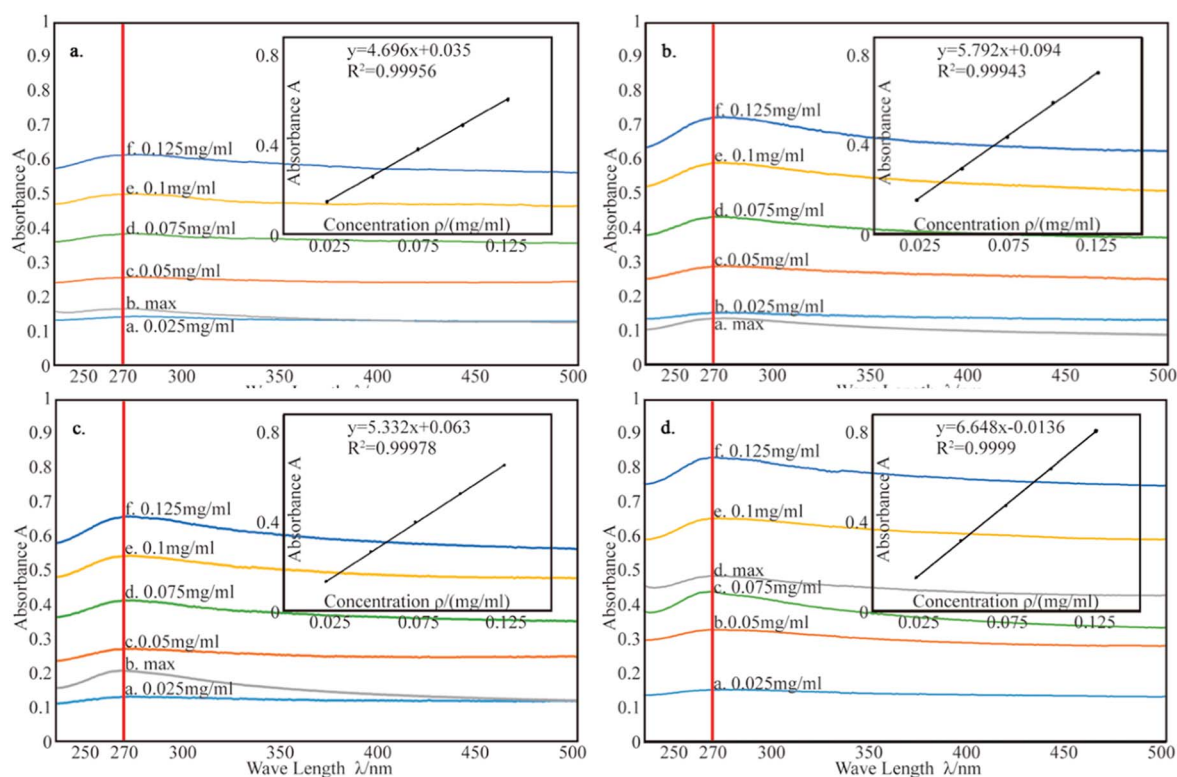 a.
y=4.696x+0.035
R²=0.99956
Absorbance A
0.8
0.4
0
Concentration ρ/(mg/ml)
0.025 0.075 0.125
f. 0.125mg/ml
e. 0.1mg/ml
d. 0.075mg/ml
c.0.05mg/ml
b. max
a. 0.025mg/ml
Absorbance A
1
0.9
0.8
0.7
0.6
0.5
0.4
0.3
0.2
0.1
0
250 270 300 400 500
Wave Length λ/nm
b.
y=5.792x+0.094
R²=0.99943
Absorbance A
0.8
0.4
0
Concentration ρ/(mg/ml)
0.025 0.075 0.125
f. 0.125mg/ml
e. 0.1mg/ml
d. 0.075mg/ml
c.0.05mg/ml
b. 0.025mg/ml
a. max
Absorbance A
1
0.9
0.8
0.7
0.6
0.5
0.4
0.3
0.2
0.1
0
250 270 300 400 500
Wave Length λ/nm
c.
y=5.332x+0.063
R²=0.99978
Absorbance A
0.8
0.4
0
Concentration ρ/(mg/ml)
0.025 0.075 0.125
f. 0.125mg/ml
e. 0.1mg/ml
d. 0.075mg/ml
c.0.05mg/ml
b. max
a. 0.025mg/ml
Absorbance A
1
0.9
0.8
0.7
0.6
0.5
0.4
0.3
0.2
0.1
0
250 270 300 400 500
Wave Length λ/nm
d.
y=6.648x-0.0136
R²=0.9999
Absorbance A
0.8
0.4
0
Concentration ρ/(mg/ml)
0.025 0.075 0.125
f. 0.125mg/ml
e. 0.1mg/ml
d. max
c. 0.075mg/ml
b.0.05mg/ml
a. 0.025mg/ml
Absorbance A
1
0.9
0.8
0.7
0.6
0.5
0.4
0.3
0.2
0.1
0
250 270 300 400 500
Wave Length λ/nm